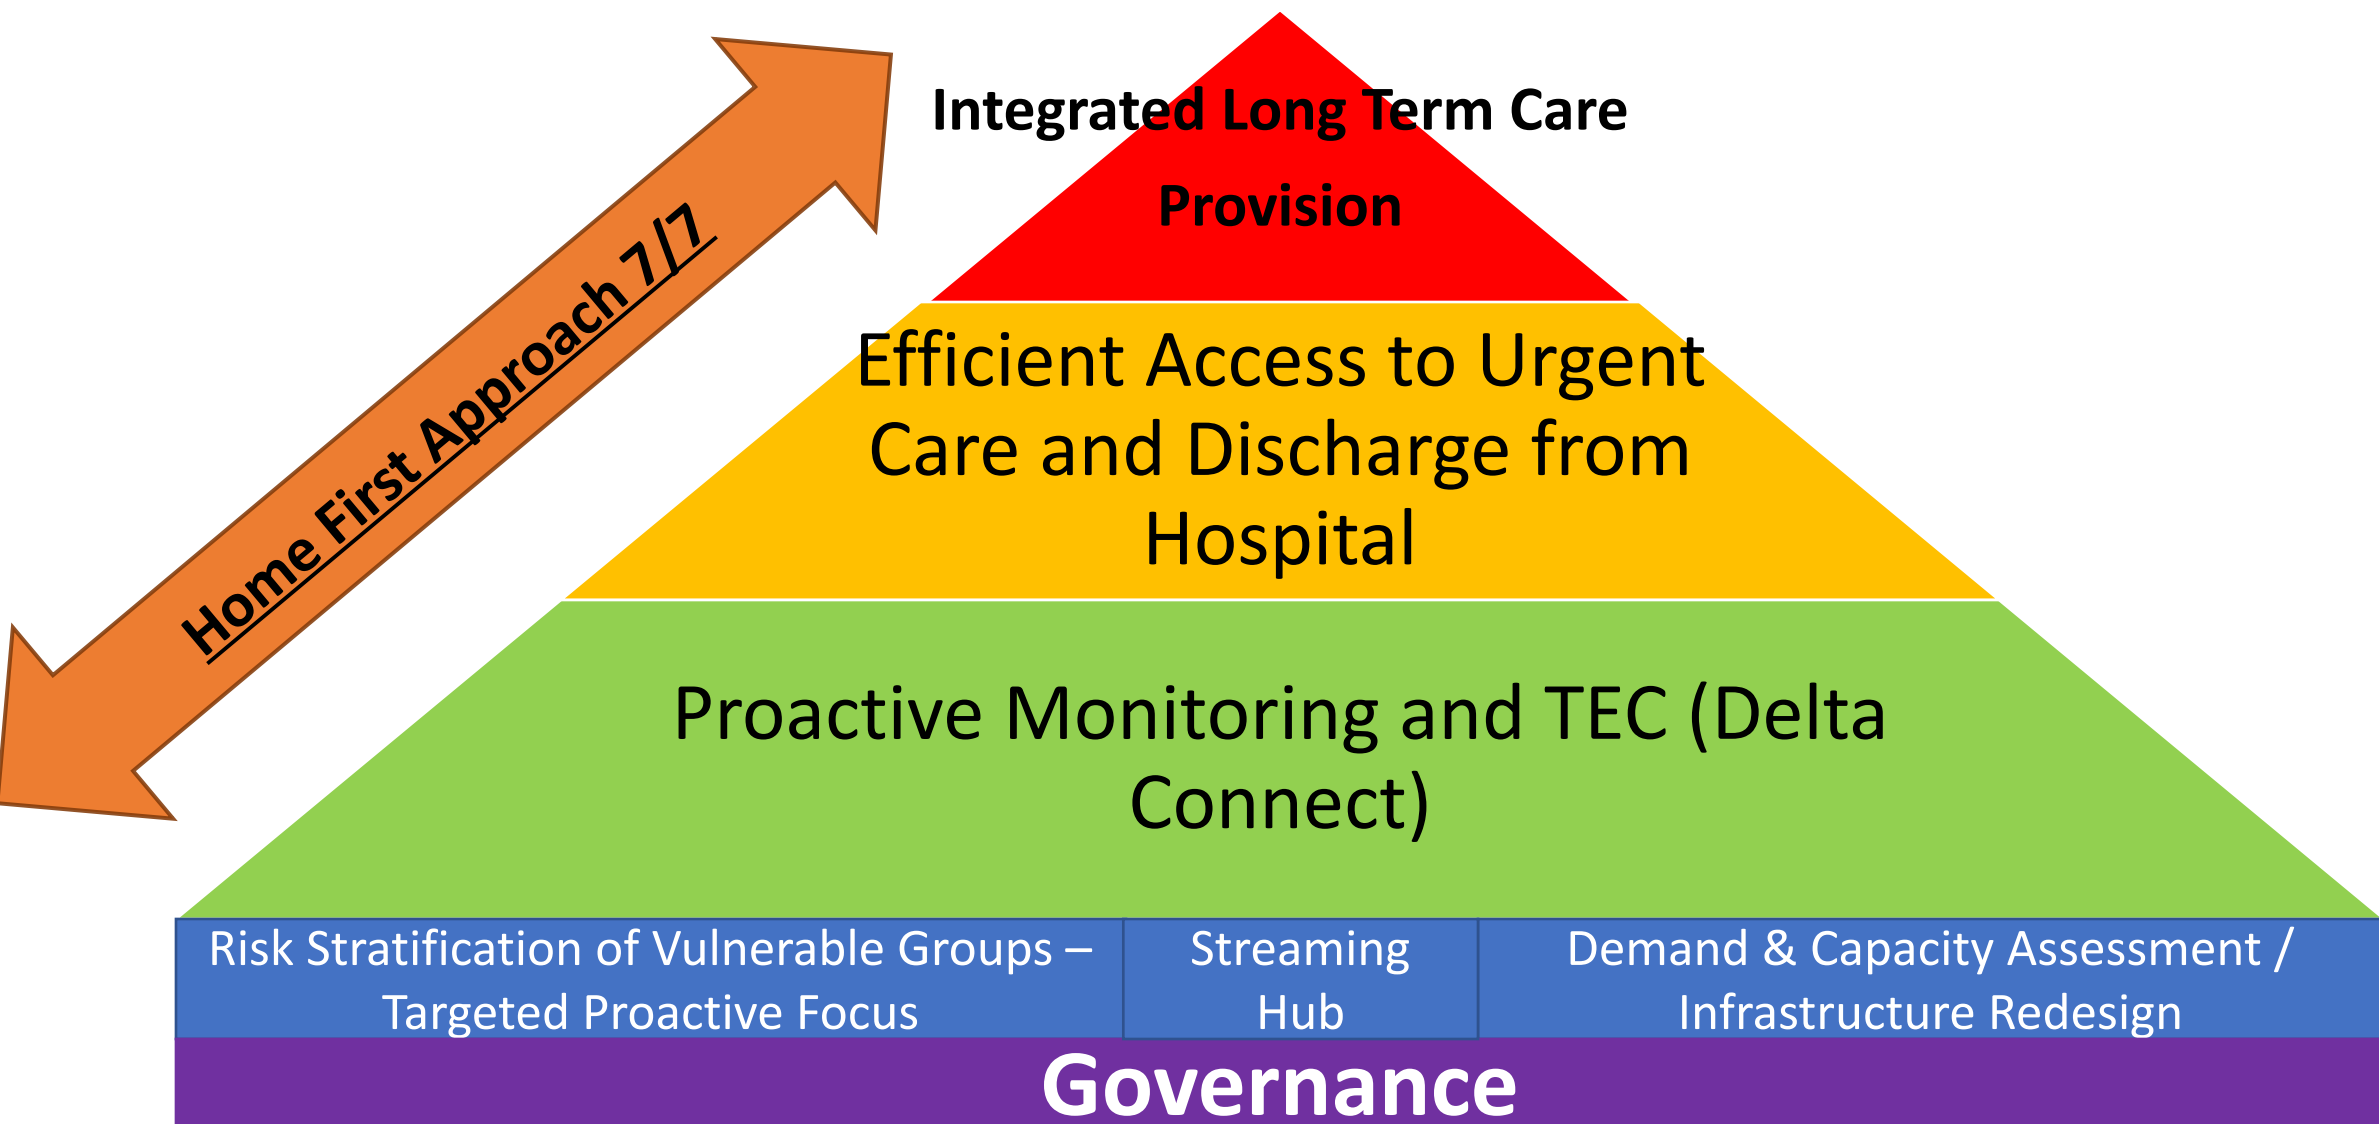 Home First Approach 7/7
Integrated Long Term Care
Provision
Efficient Access to Urgent
Care and Discharge from
Hospital
Proactive Monitoring and TEC (Delta
Connect)
Risk Stratification of Vulnerable Groups –
Targeted Proactive Focus
Streaming
Hub
Demand & Capacity Assessment /
Infrastructure Redesign
Governance